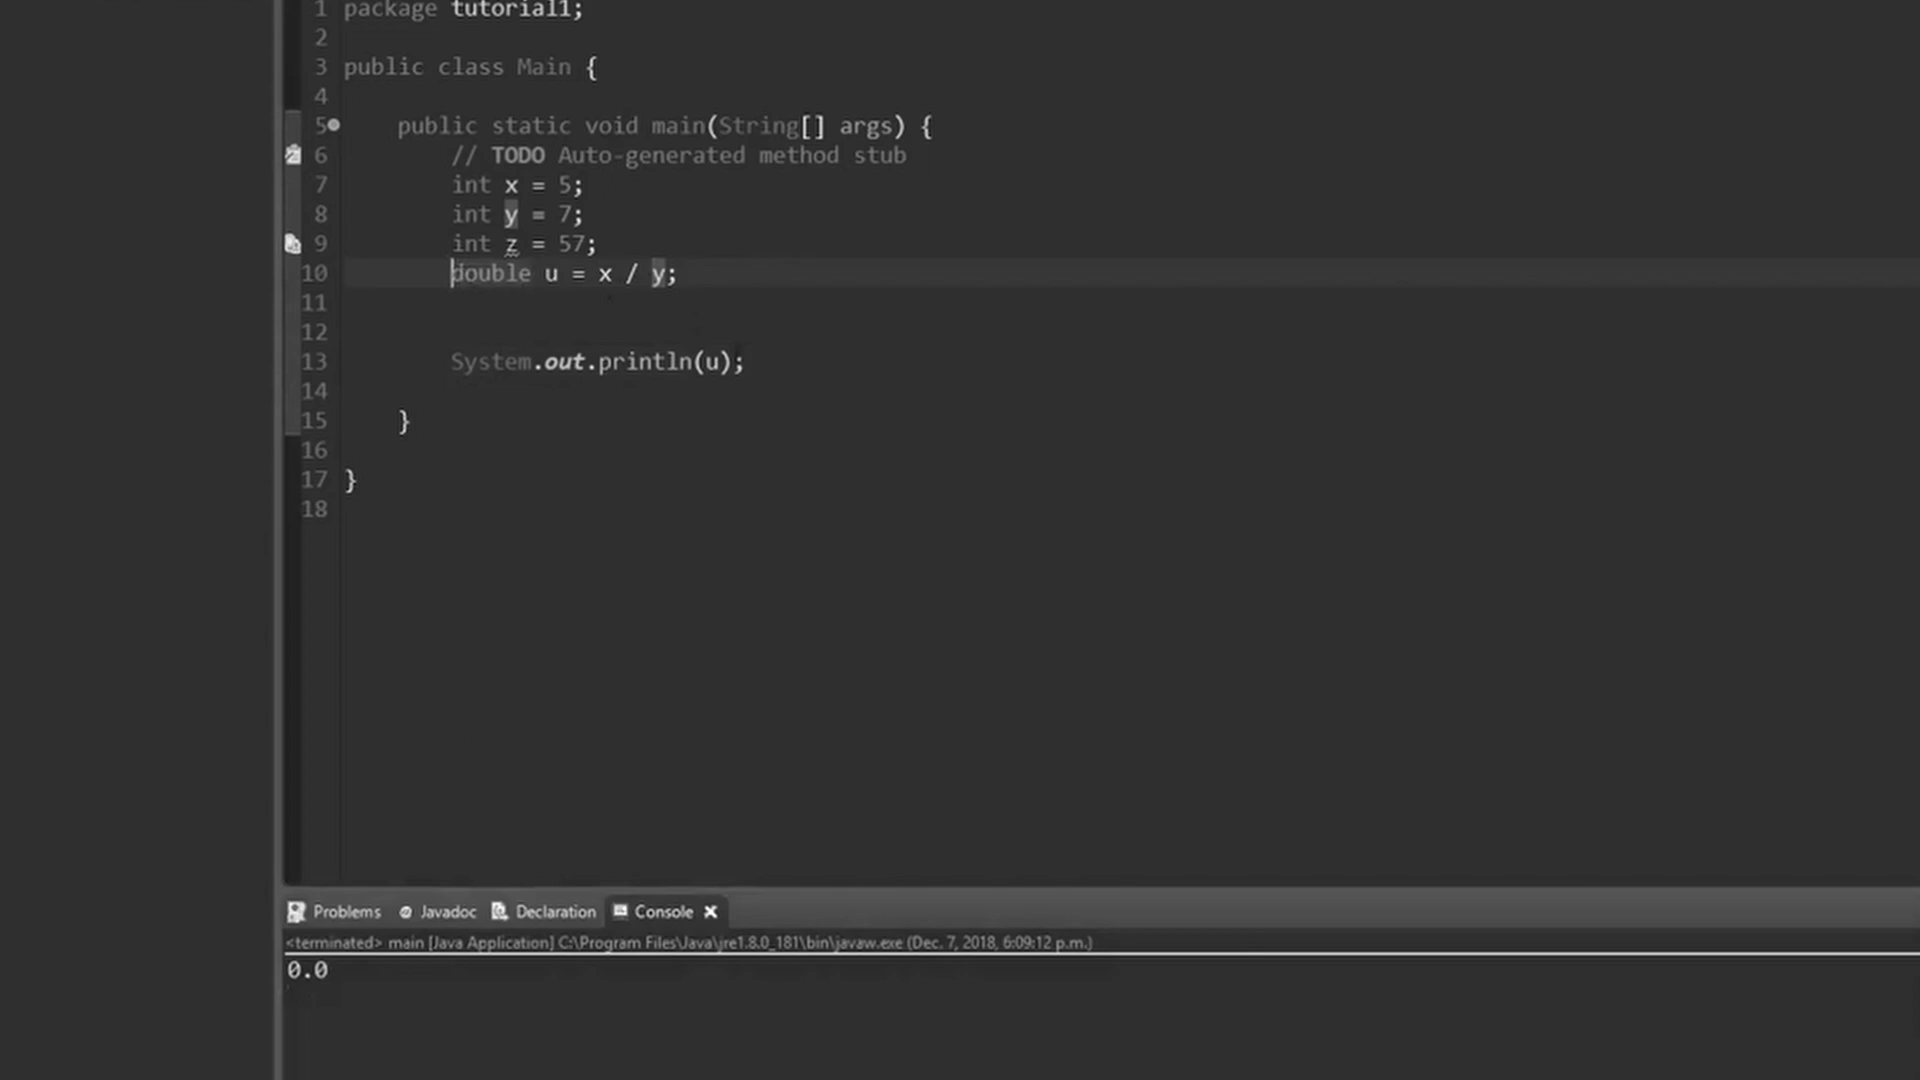 1 package tutorial1;
2
3 public class Main {
4
5 public static void main(String[] args) {
6 // TODO Auto-generated method stub
7 int x = 5;
8 int y = 7;
9 int z = 57;
10 double u = x / y;
11
12
13 System.out.println(u);
14
15 }
16
17 }
18
Problems Javadoc Declaration Console
<terminated> main [Java Application] C:\Program Files\Java\jre1.8.0_181\bin\javaw.exe (Dec. 7, 2018, 6:09:12 p.m.)
0.0